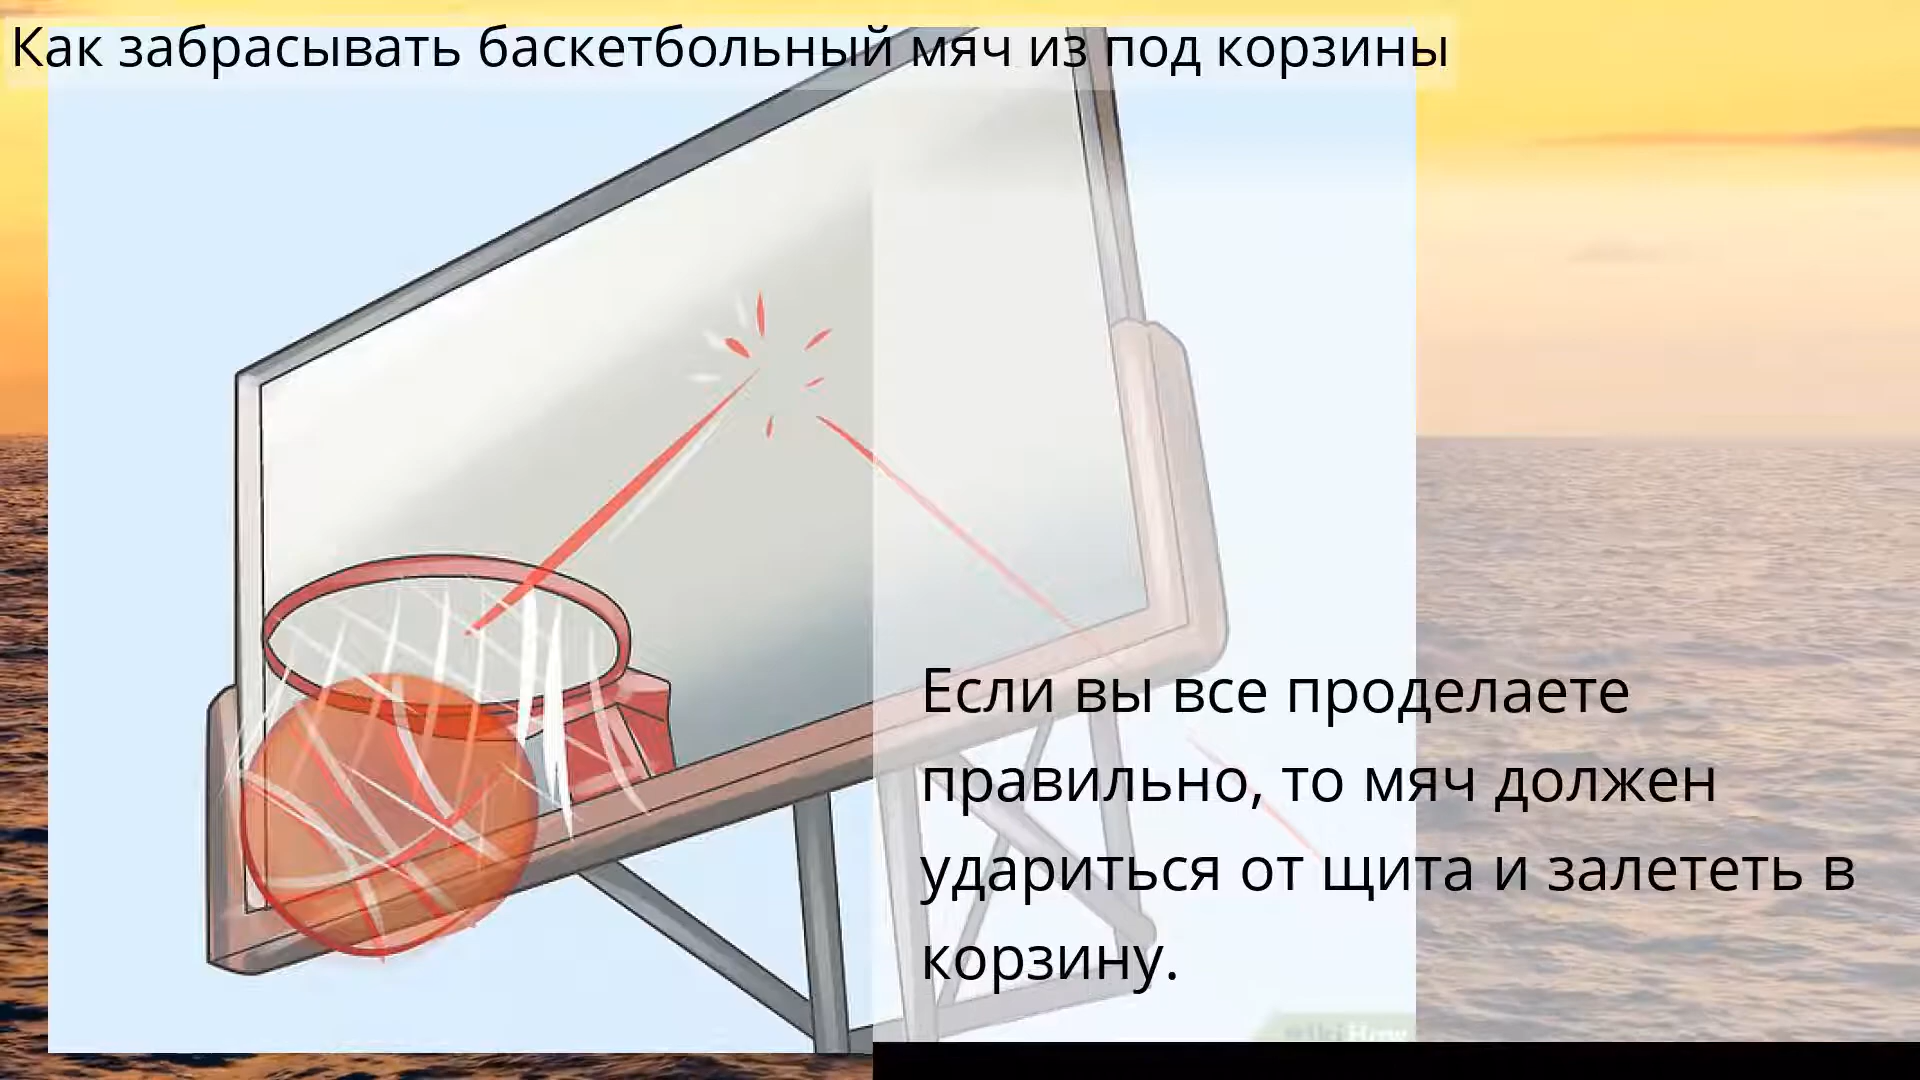 Как забрасывать баскетбольный мяч из под корзины
Если вы все проделаете
правильно, то мяч должен
удариться от щита и залететь в
корзину.
wikiHow